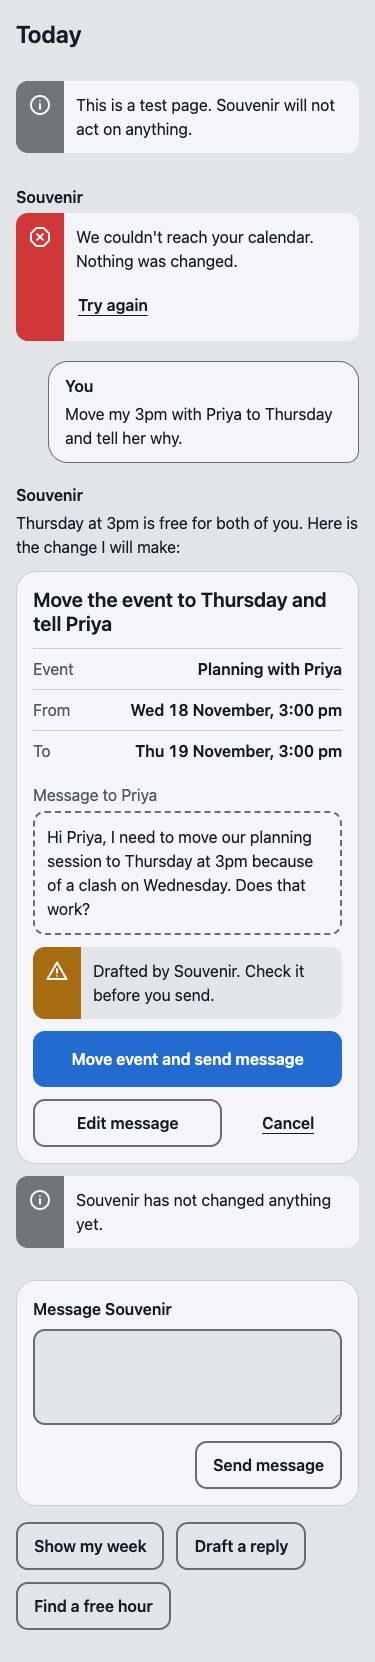 Today
This is a test page. Souvenir will not
act on anything.
Souvenir
We couldn't reach your calendar.
Nothing was changed.
Try again
You
Move my 3pm with Priya to Thursday
and tell her why.
Souvenir
Thursday at 3pm is free for both of you. Here is
the change I will make:
Move the event to Thursday and
tell Priya
Event Planning with Priya
From Wed 18 November, 3:00 pm
To Thu 19 November, 3:00 pm
Message to Priya
Hi Priya, I need to move our planning
session to Thursday at 3pm because
of a clash on Wednesday. Does that
work?
Drafted by Souvenir. Check it
before you send.
Move event and send message
Edit message Cancel
Souvenir has not changed anything
yet.
Message Souvenir
Send message
Show my week Draft a reply
Find a free hour